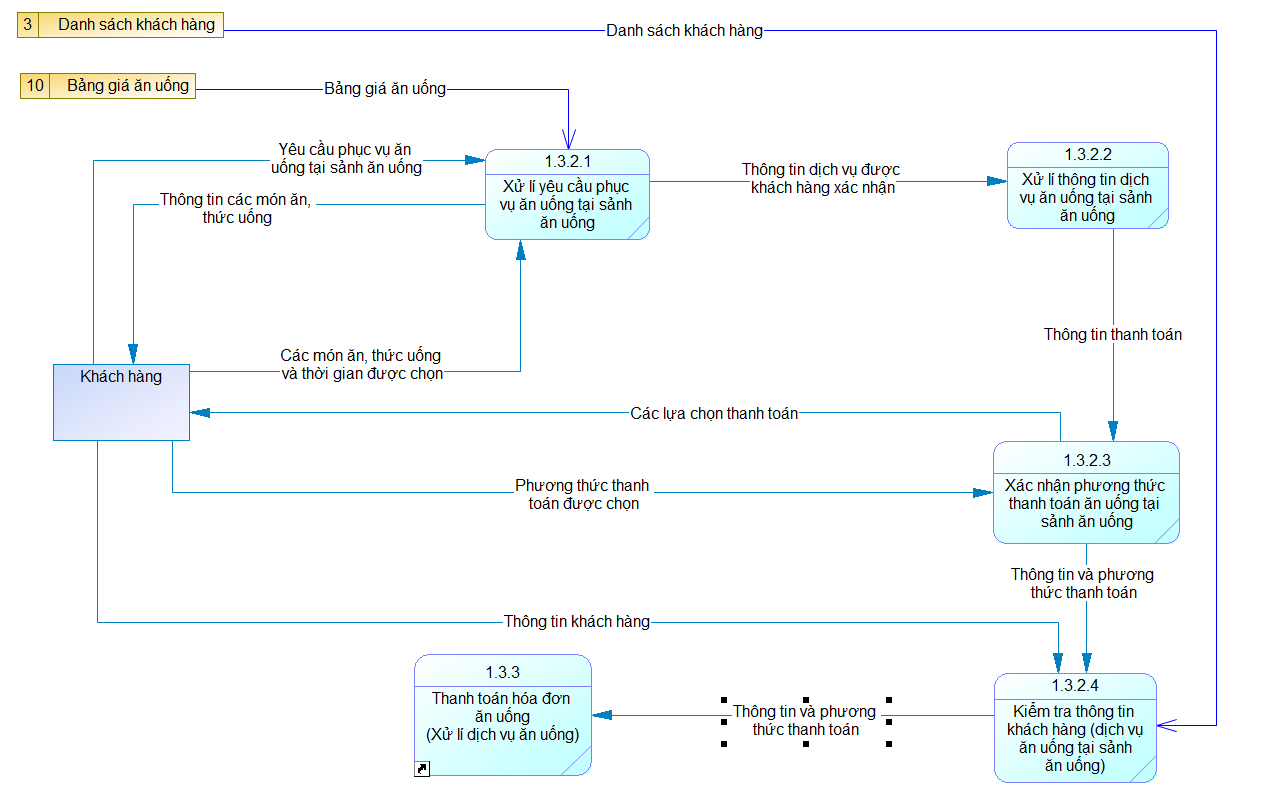 3 Danh sách khách hàng
Danh sách khách hàng
10 Bảng giá ăn uống
Bảng giá ăn uống
Yêu cầu phục vụ ăn
uống tại sảnh ăn uống
1.3.2.1
Xử lí yêu cầu phục
vụ ăn uống tại sảnh
ăn uống
Thông tin dịch vụ được
khách hàng xác nhận
1.3.2.2
Xử lí thông tin dịch
vụ ăn uống tại sảnh
ăn uống
Thông tin các món ăn,
thức uống
Thông tin thanh toán
Các món ăn, thức uống
và thời gian được chọn
Khách hàng
Các lựa chọn thanh toán
1.3.2.3
Xác nhận phương thức
thanh toán ăn uống tại
sảnh ăn uống
Phương thức thanh
toán được chọn
Thông tin và phương
thức thanh toán
Thông tin khách hàng
1.3.3
Thanh toán hóa đơn
ăn uống
(Xử lí dịch vụ ăn uống)
Thông tin và phương
thức thanh toán
1.3.2.4
Kiểm tra thông tin
khách hàng (dịch vụ
ăn uống tại sảnh
ăn uống)